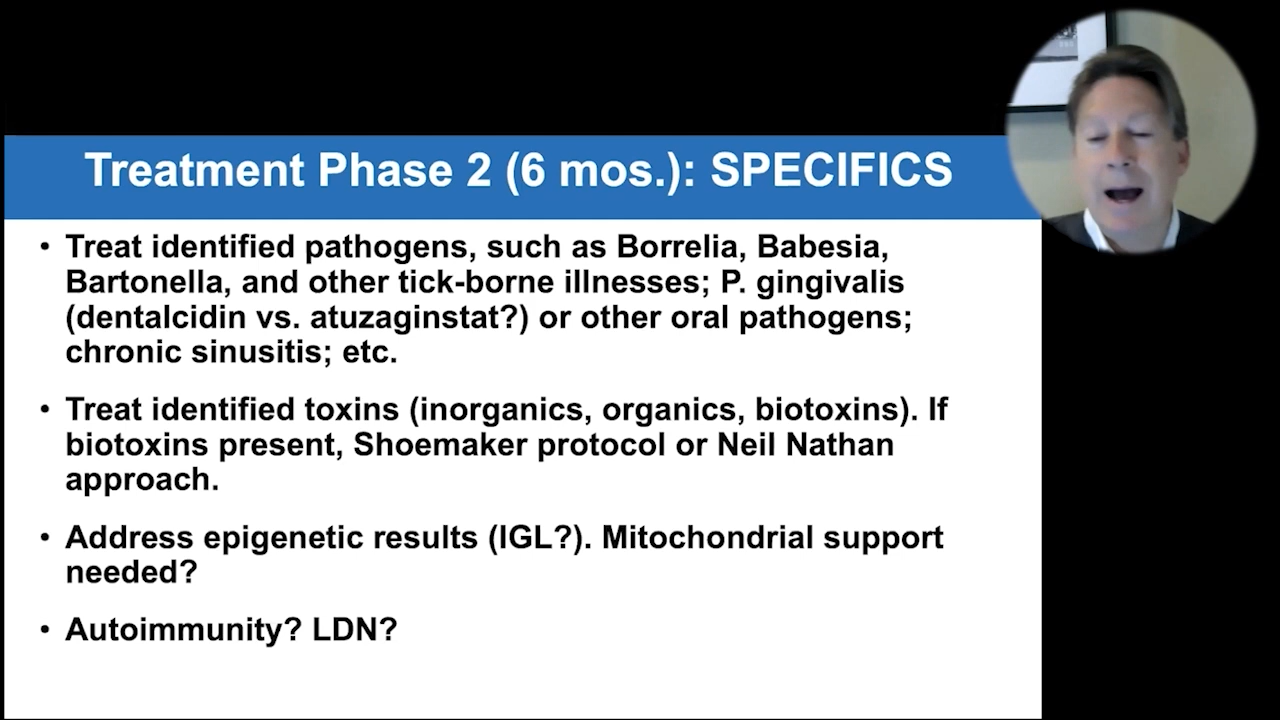 Treatment Phase 2 (6 mos.): SPECIFICS
• Treat identified pathogens, such as Borrelia, Babesia,
Bartonella, and other tick-borne illnesses; P. gingivalis
(dentalcidin vs. atuzaginstat?) or other oral pathogens;
chronic sinusitis; etc.
• Treat identified toxins (inorganics, organics, biotoxins). If
biotoxins present, Shoemaker protocol or Neil Nathan
approach.
• Address epigenetic results (IGL?). Mitochondrial support
needed?
• Autoimmunity? LDN?